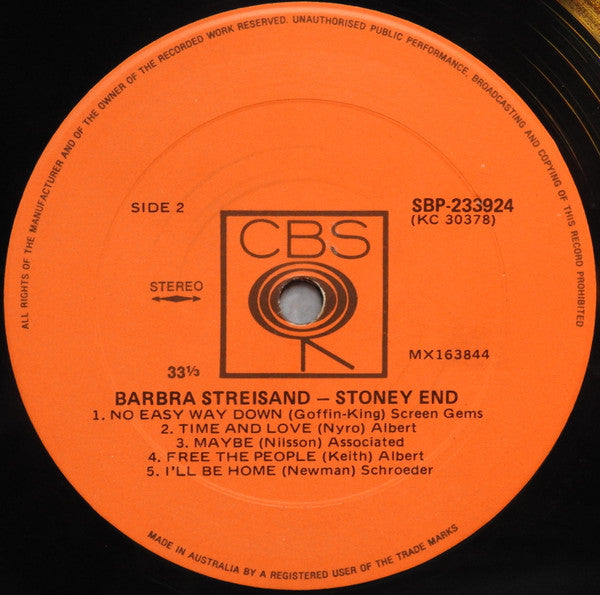 ALL RIGHTS OF THE MANUFACTURER AND OF THE OWNER OF THE RECORDED WORK RESERVED. UNAUTHORISED PUBLIC PERFORMANCE, BROADCASTING AND COPYING OF THIS RECORD PROHIBITED
SIDE 2
SBP-233924
(KC 30378)
CBS
STEREO
33⅓
MX163844
BARBRA STREISAND – STONEY END
1. NO EASY WAY DOWN (Goffin-King) Screen Gems
2. TIME AND LOVE (Nyro) Albert
3. MAYBE (Nilsson) Associated
4. FREE THE PEOPLE (Keith) Albert
5. I'LL BE HOME (Newman) Schroeder
MADE IN AUSTRALIA BY A REGISTERED USER OF THE TRADE MARKS